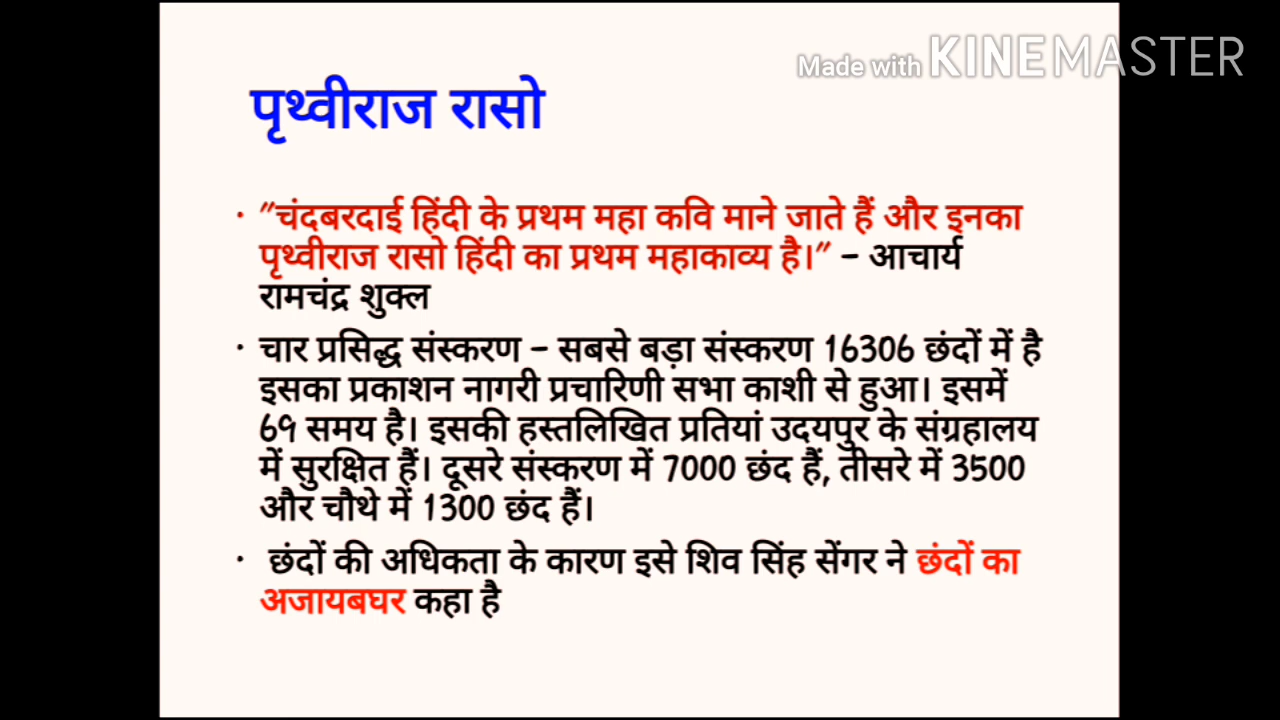 Made with KINEMASTER
पृथ्वीराज रासो
• "चंदबरदाई हिंदी के प्रथम महा कवि माने जाते हैं और इनका
पृथ्वीराज रासो हिंदी का प्रथम महाकाव्य है।" – आचार्य
रामचंद्र शुक्ल
• चार प्रसिद्ध संस्करण – सबसे बड़ा संस्करण 16306 छंदों में है
इसका प्रकाशन नागरी प्रचारिणी सभा काशी से हुआ। इसमें
69 समय है। इसकी हस्तलिखित प्रतियां उदयपुर के संग्रहालय
में सुरक्षित हैं। दूसरे संस्करण में 7000 छंद हैं, तीसरे में 3500
और चौथे में 1300 छंद हैं।
• छंदों की अधिकता के कारण इसे शिव सिंह सेंगर ने छंदों का
अजायबघर कहा है